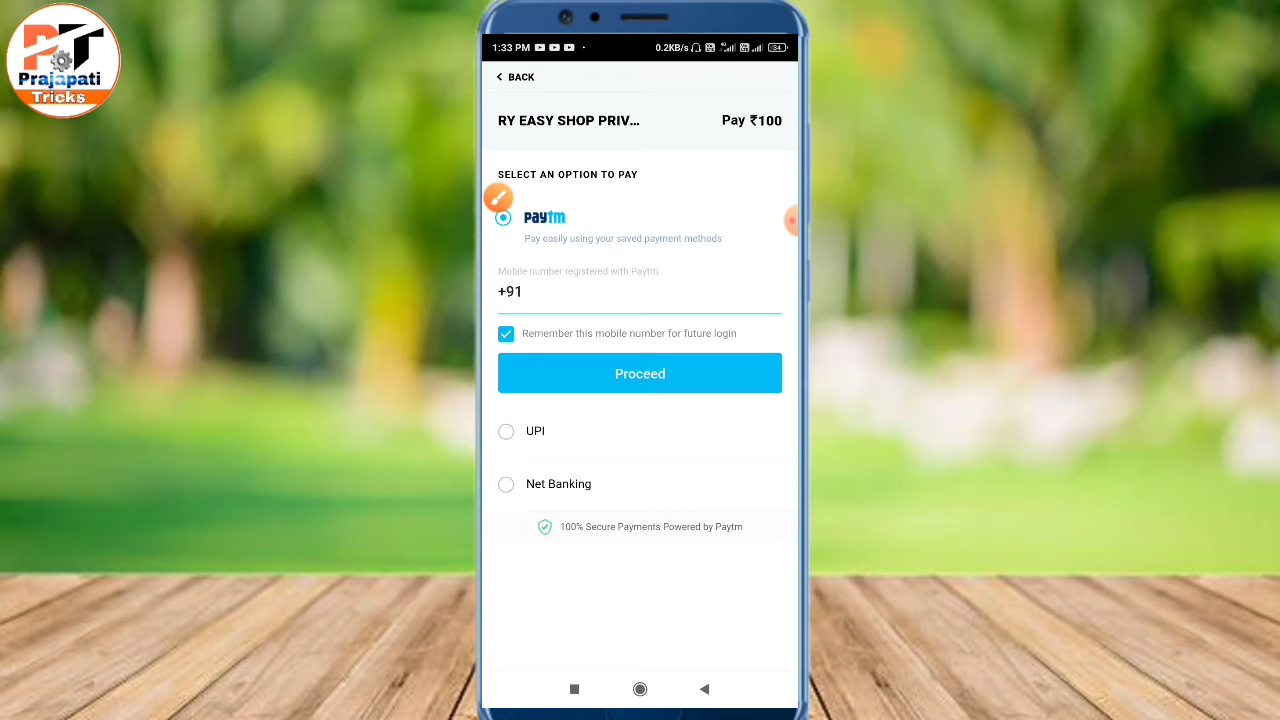 PT
Prajapati
Tricks
1:33 PM
0.2KB/s
84
BACK
RY EASY SHOP PRIV...
Pay ₹100
SELECT AN OPTION TO PAY
paytm
Pay easily using your saved payment methods
Mobile number registered with Paytm
+91
Remember this mobile number for future login
Proceed
UPI
Net Banking
100% Secure Payments Powered by Paytm